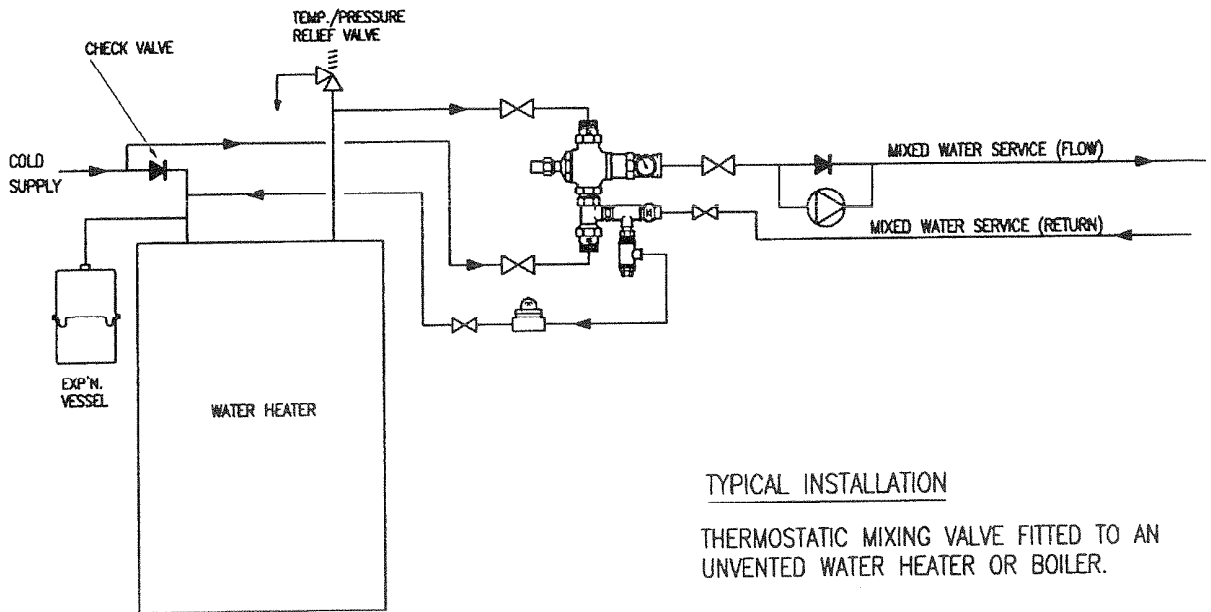 TEMP./PRESSURE
RELIEF VALVE
CHECK VALVE
COLD
SUPPLY
MIXED WATER SERVICE (FLOW)
MIXED WATER SERVICE (RETURN)
EXP'N.
VESSEL
WATER HEATER
TYPICAL INSTALLATION
THERMOSTATIC MIXING VALVE FITTED TO AN
UNVENTED WATER HEATER OR BOILER.